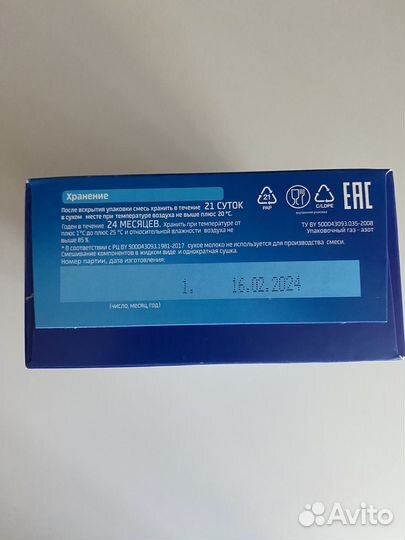 Хранение
После вскрытия упаковки смесь хранить в течение 21 СУТОК
в сухом месте при температуре воздуха не выше плюс 20 °С.
Годен в течение 24 МЕСЯЦЕВ. Хранить при температуре от
плюс 1°С до плюс 25 °С и относительной влажности воздуха не
выше 85 %
* В соответствии с РЦ BY 500043093.1981-2017 сухое молоко не используется для производства смеси.
Смешивание компонентов в жидком виде и однократная сушка.
Номер партии, дата изготовления:
1. 16.02.2024
(число, месяц, год)
21
PAP
внутренняя упаковка
C/LDPE
EAC
ТУ BY 500043093.035-2008
Упаковочный газ - азот
Avito